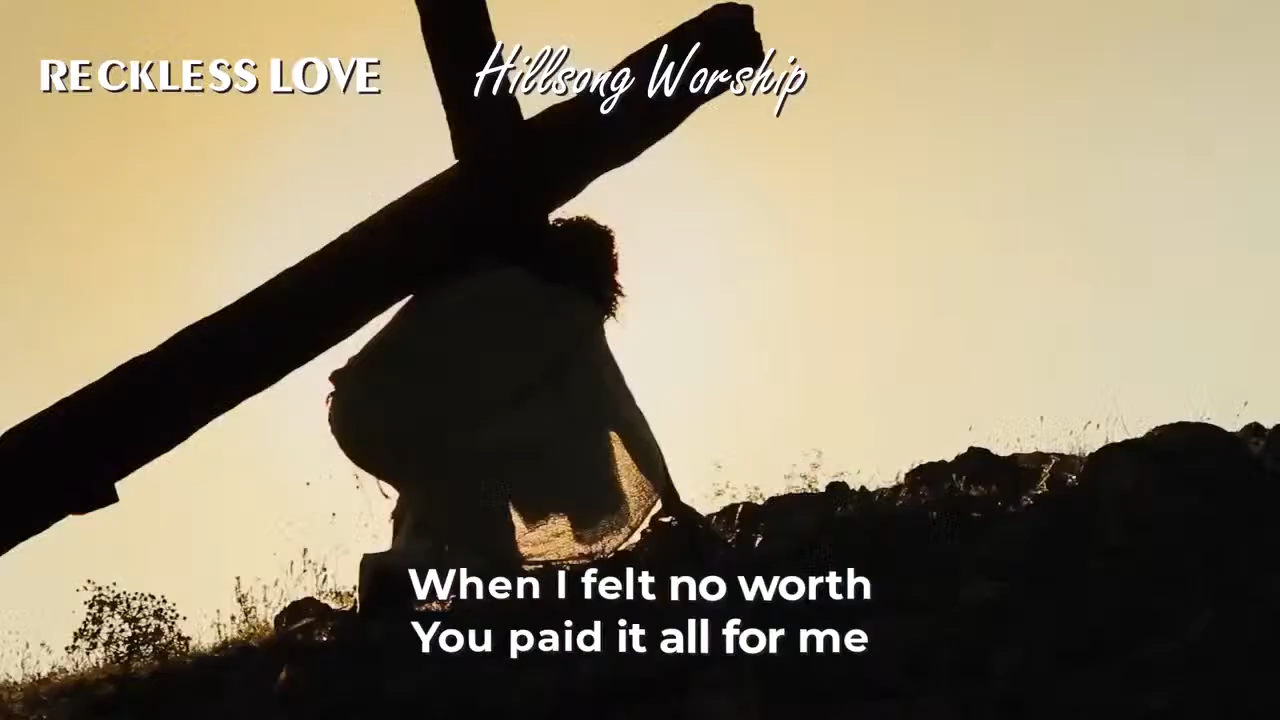 RECKLESS LOVE
Hillsong Worship
When I felt no worth
You paid it all for me